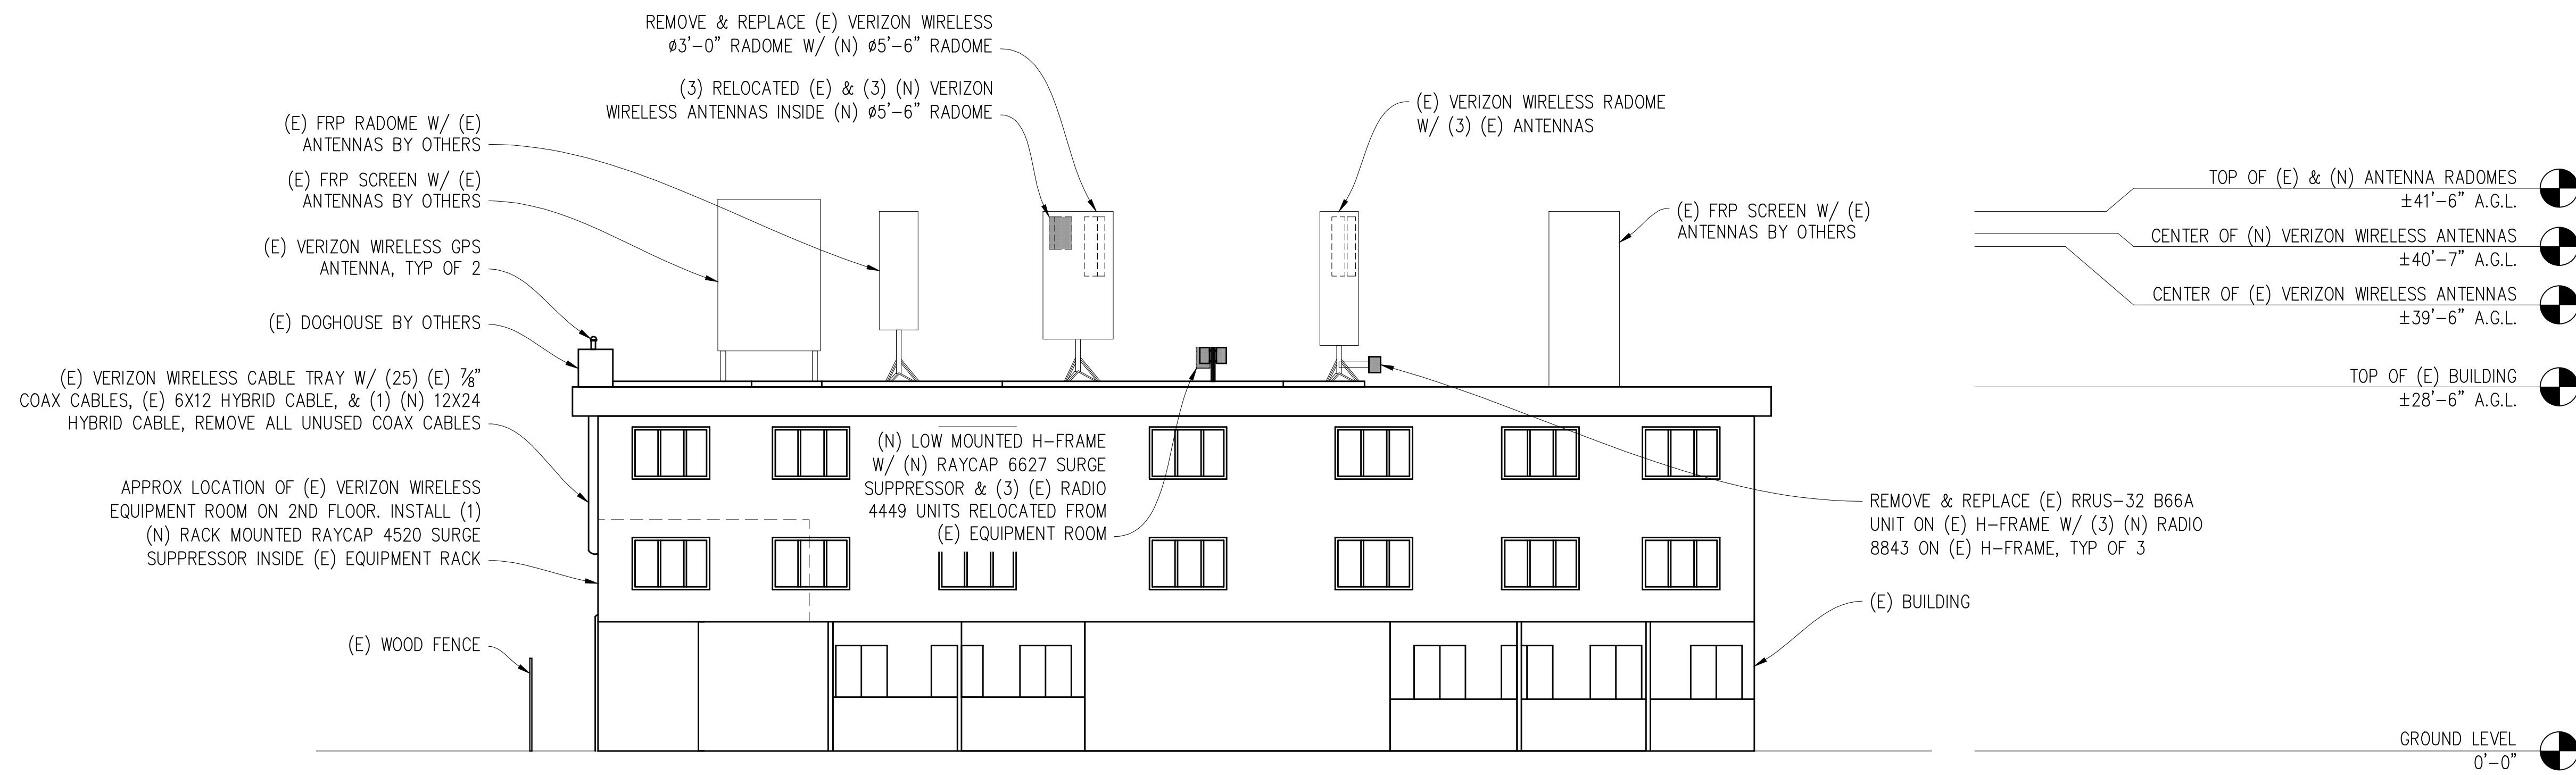 REMOVE & REPLACE (E) VERIZON WIRELESS
ø3'-0" RADOME W/ (N) ø5'-6" RADOME
(3) RELOCATED (E) & (3) (N) VERIZON
WIRELESS ANTENNAS INSIDE (N) ø5'-6" RADOME
(E) FRP RADOME W/ (E)
ANTENNAS BY OTHERS
(E) FRP SCREEN W/ (E)
ANTENNAS BY OTHERS
(E) VERIZON WIRELESS GPS
ANTENNA, TYP OF 2
(E) DOGHOUSE BY OTHERS
(E) VERIZON WIRELESS CABLE TRAY W/ (25) (E) ⅞"
COAX CABLES, (E) 6X12 HYBRID CABLE, & (1) (N) 12X24
HYBRID CABLE, REMOVE ALL UNUSED COAX CABLES
APPROX LOCATION OF (E) VERIZON WIRELESS
EQUIPMENT ROOM ON 2ND FLOOR. INSTALL (1)
(N) RACK MOUNTED RAYCAP 4520 SURGE
SUPPRESSOR INSIDE (E) EQUIPMENT RACK
(E) WOOD FENCE
(N) LOW MOUNTED H-FRAME
W/ (N) RAYCAP 6627 SURGE
SUPPRESSOR & (3) (E) RADIO
4449 UNITS RELOCATED FROM
(E) EQUIPMENT ROOM
(E) VERIZON WIRELESS RADOME
W/ (3) (E) ANTENNAS
(E) FRP SCREEN W/ (E)
ANTENNAS BY OTHERS
REMOVE & REPLACE (E) RRUS-32 B66A
UNIT ON (E) H-FRAME W/ (3) (N) RADIO
8843 ON (E) H-FRAME, TYP OF 3
(E) BUILDING
TOP OF (E) & (N) ANTENNA RADOMES
±41'-6" A.G.L.
CENTER OF (N) VERIZON WIRELESS ANTENNAS
±40'-7" A.G.L.
CENTER OF (E) VERIZON WIRELESS ANTENNAS
±39'-6" A.G.L.
TOP OF (E) BUILDING
±28'-6" A.G.L.
GROUND LEVEL
0'-0"